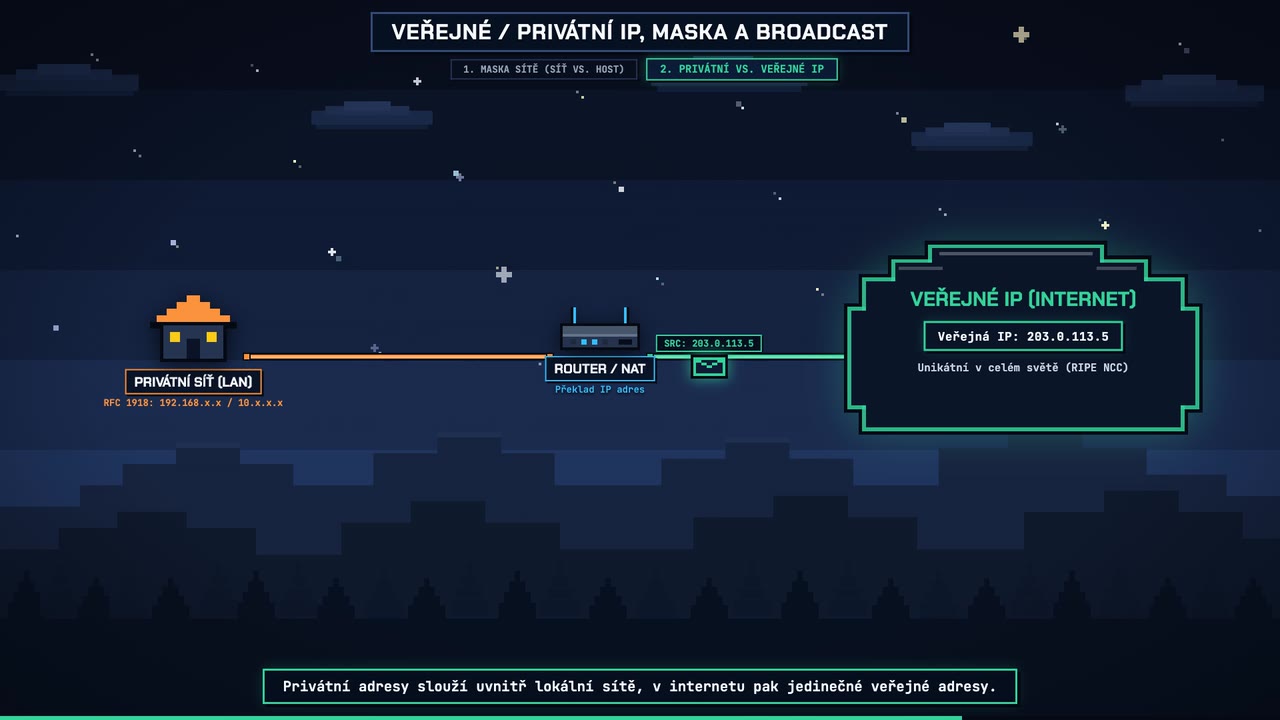 VEŘEJNÉ / PRIVÁTNÍ IP, MASKA A BROADCAST
1. MASKA SÍTĚ (SÍŤ VS. HOST)
2. PRIVÁTNÍ VS. VEŘEJNÉ IP
VEŘEJNÉ IP (INTERNET)
Veřejná IP: 203.0.113.5
Unikátní v celém světě (RIPE NCC)
SRC: 203.0.113.5
ROUTER / NAT
Překlad IP adres
PRIVÁTNÍ SÍŤ (LAN)
RFC 1918: 192.168.x.x / 10.x.x.x
Privátní adresy slouží uvnitř lokální sítě, v internetu pak jedinečné veřejné adresy.